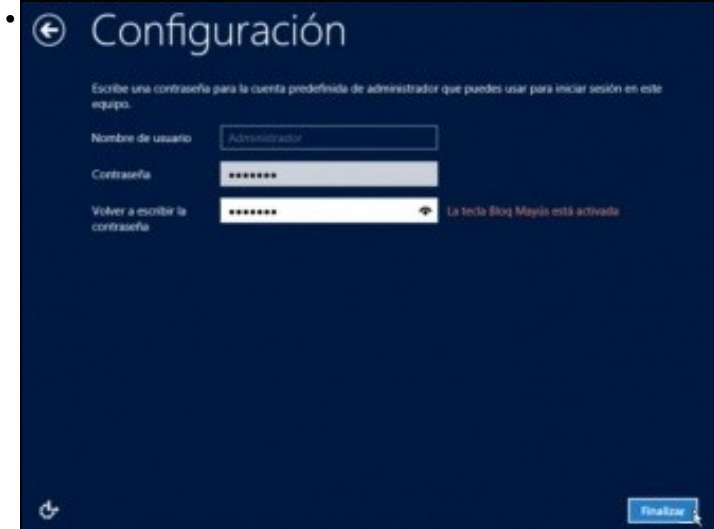 Configuración
Escribe una contraseña para la cuenta predefinida de administrador que puedes usar para iniciar sesión en este
equipo.
Nombre de usuario
Administrador
Contraseña
•••••••
Volver a escribir la
contraseña
•••••••
La tecla Bloq Mayús está activada
Finalizar